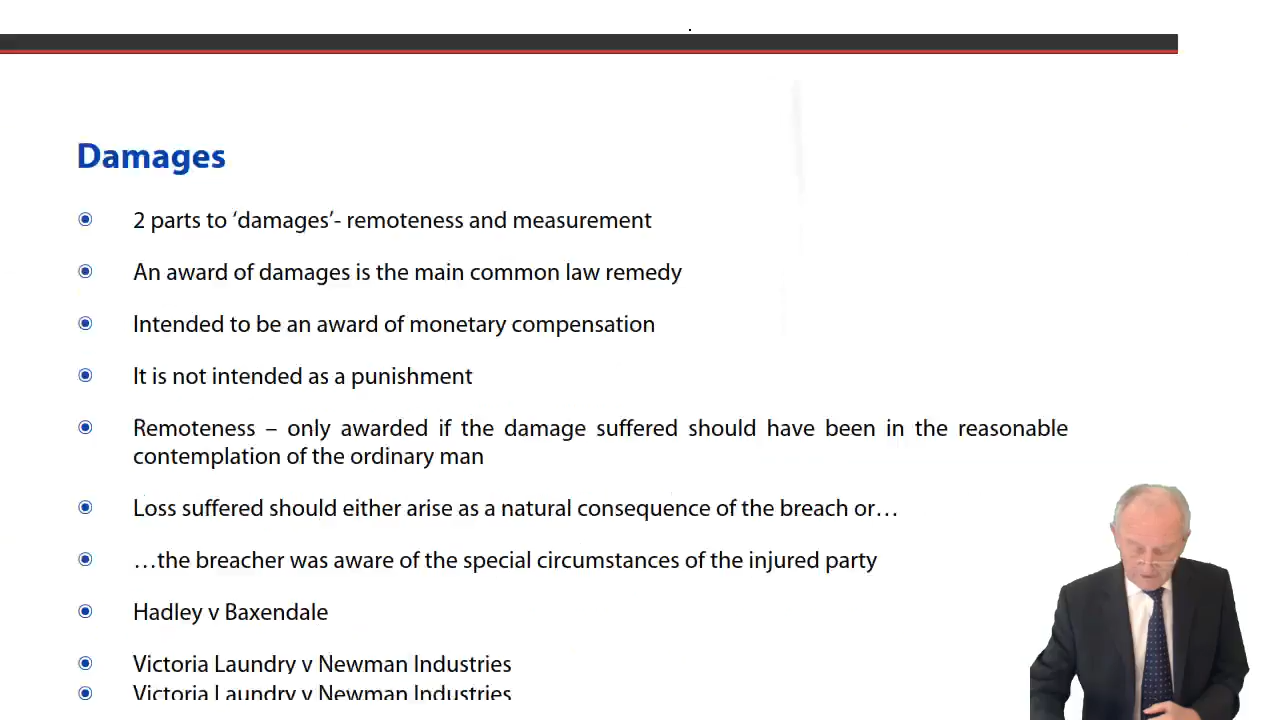 Damages
2 parts to ‘damages’- remoteness and measurement
An award of damages is the main common law remedy
Intended to be an award of monetary compensation
It is not intended as a punishment
Remoteness – only awarded if the damage suffered should have been in the reasonable
contemplation of the ordinary man
Loss suffered should either arise as a natural consequence of the breach or…
…the breacher was aware of the special circumstances of the injured party
Hadley v Baxendale
Victoria Laundry v Newman Industries
Victoria Laundry v Newman Industries